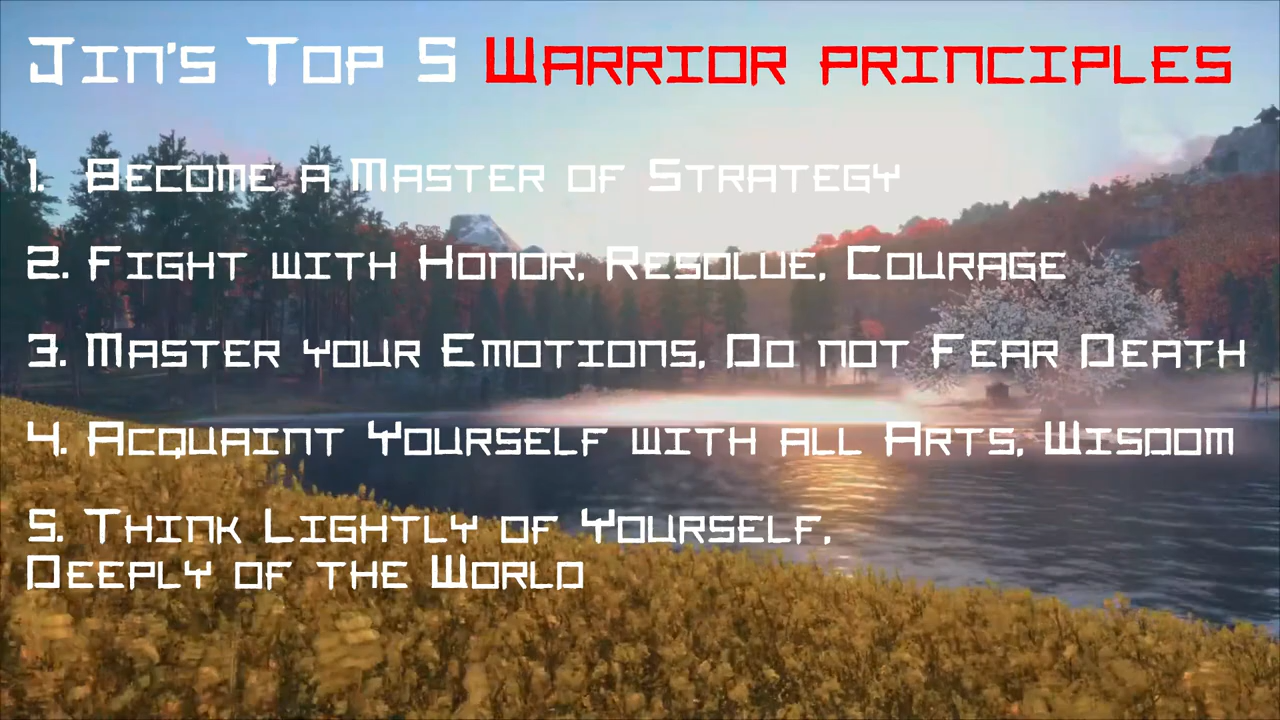 Jin's Top 5 Warrior principles
1. Become a Master of Strategy
2. Fight with Honor, Resolve, Courage
3. Master your Emotions, Do not Fear Death
4. Acquaint Yourself with all Arts, Wisdom
5. Think Lightly of Yourself,
Deeply of the World